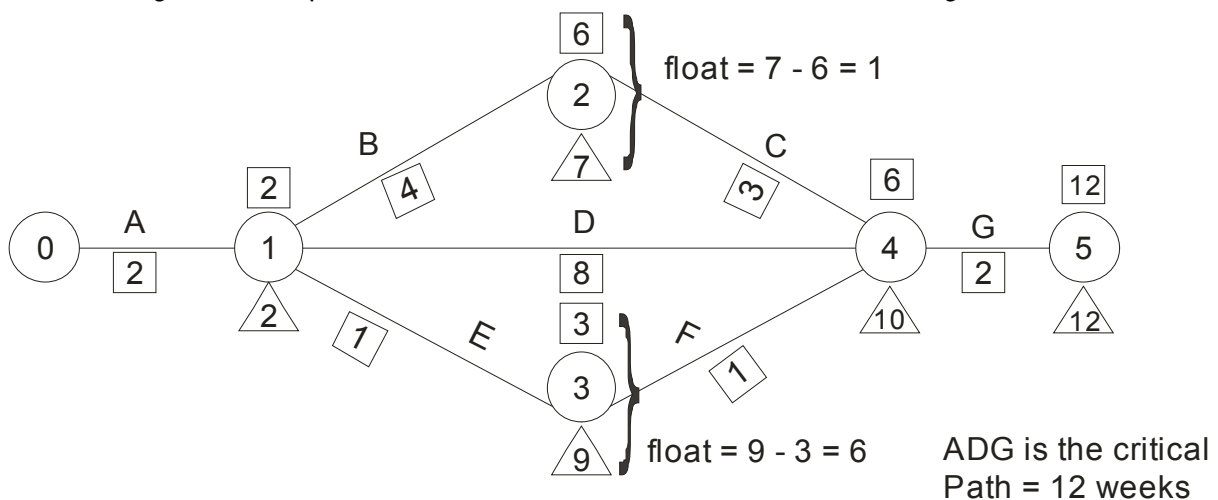 6
float = 7 - 6 = 1
2
B
C
7
4
3
2
6
12
A
D
G
0
1
4
5
2
8
2
2
3
10
12
1
E
F
3
1
9
float = 9 - 3 = 6
ADG is the critical
Path = 12 weeks